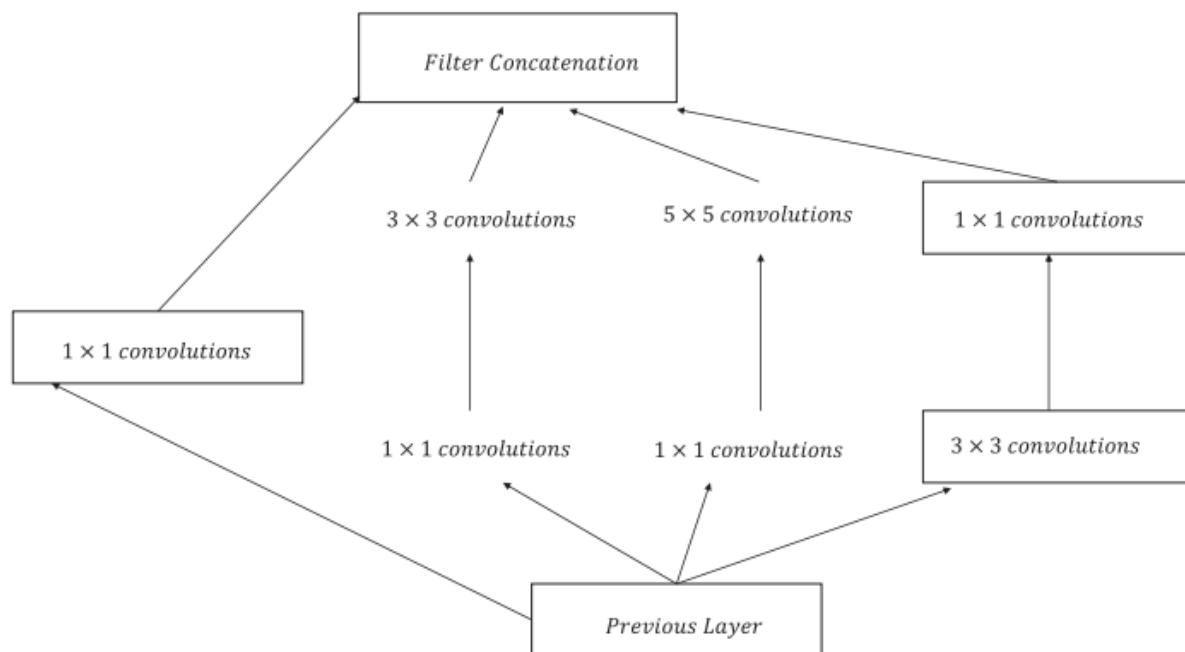 Filter Concatenation
3 × 3 convolutions
5 × 5 convolutions
1 × 1 convolutions
1 × 1 convolutions
1 × 1 convolutions
1 × 1 convolutions
3 × 3 convolutions
Previous Layer